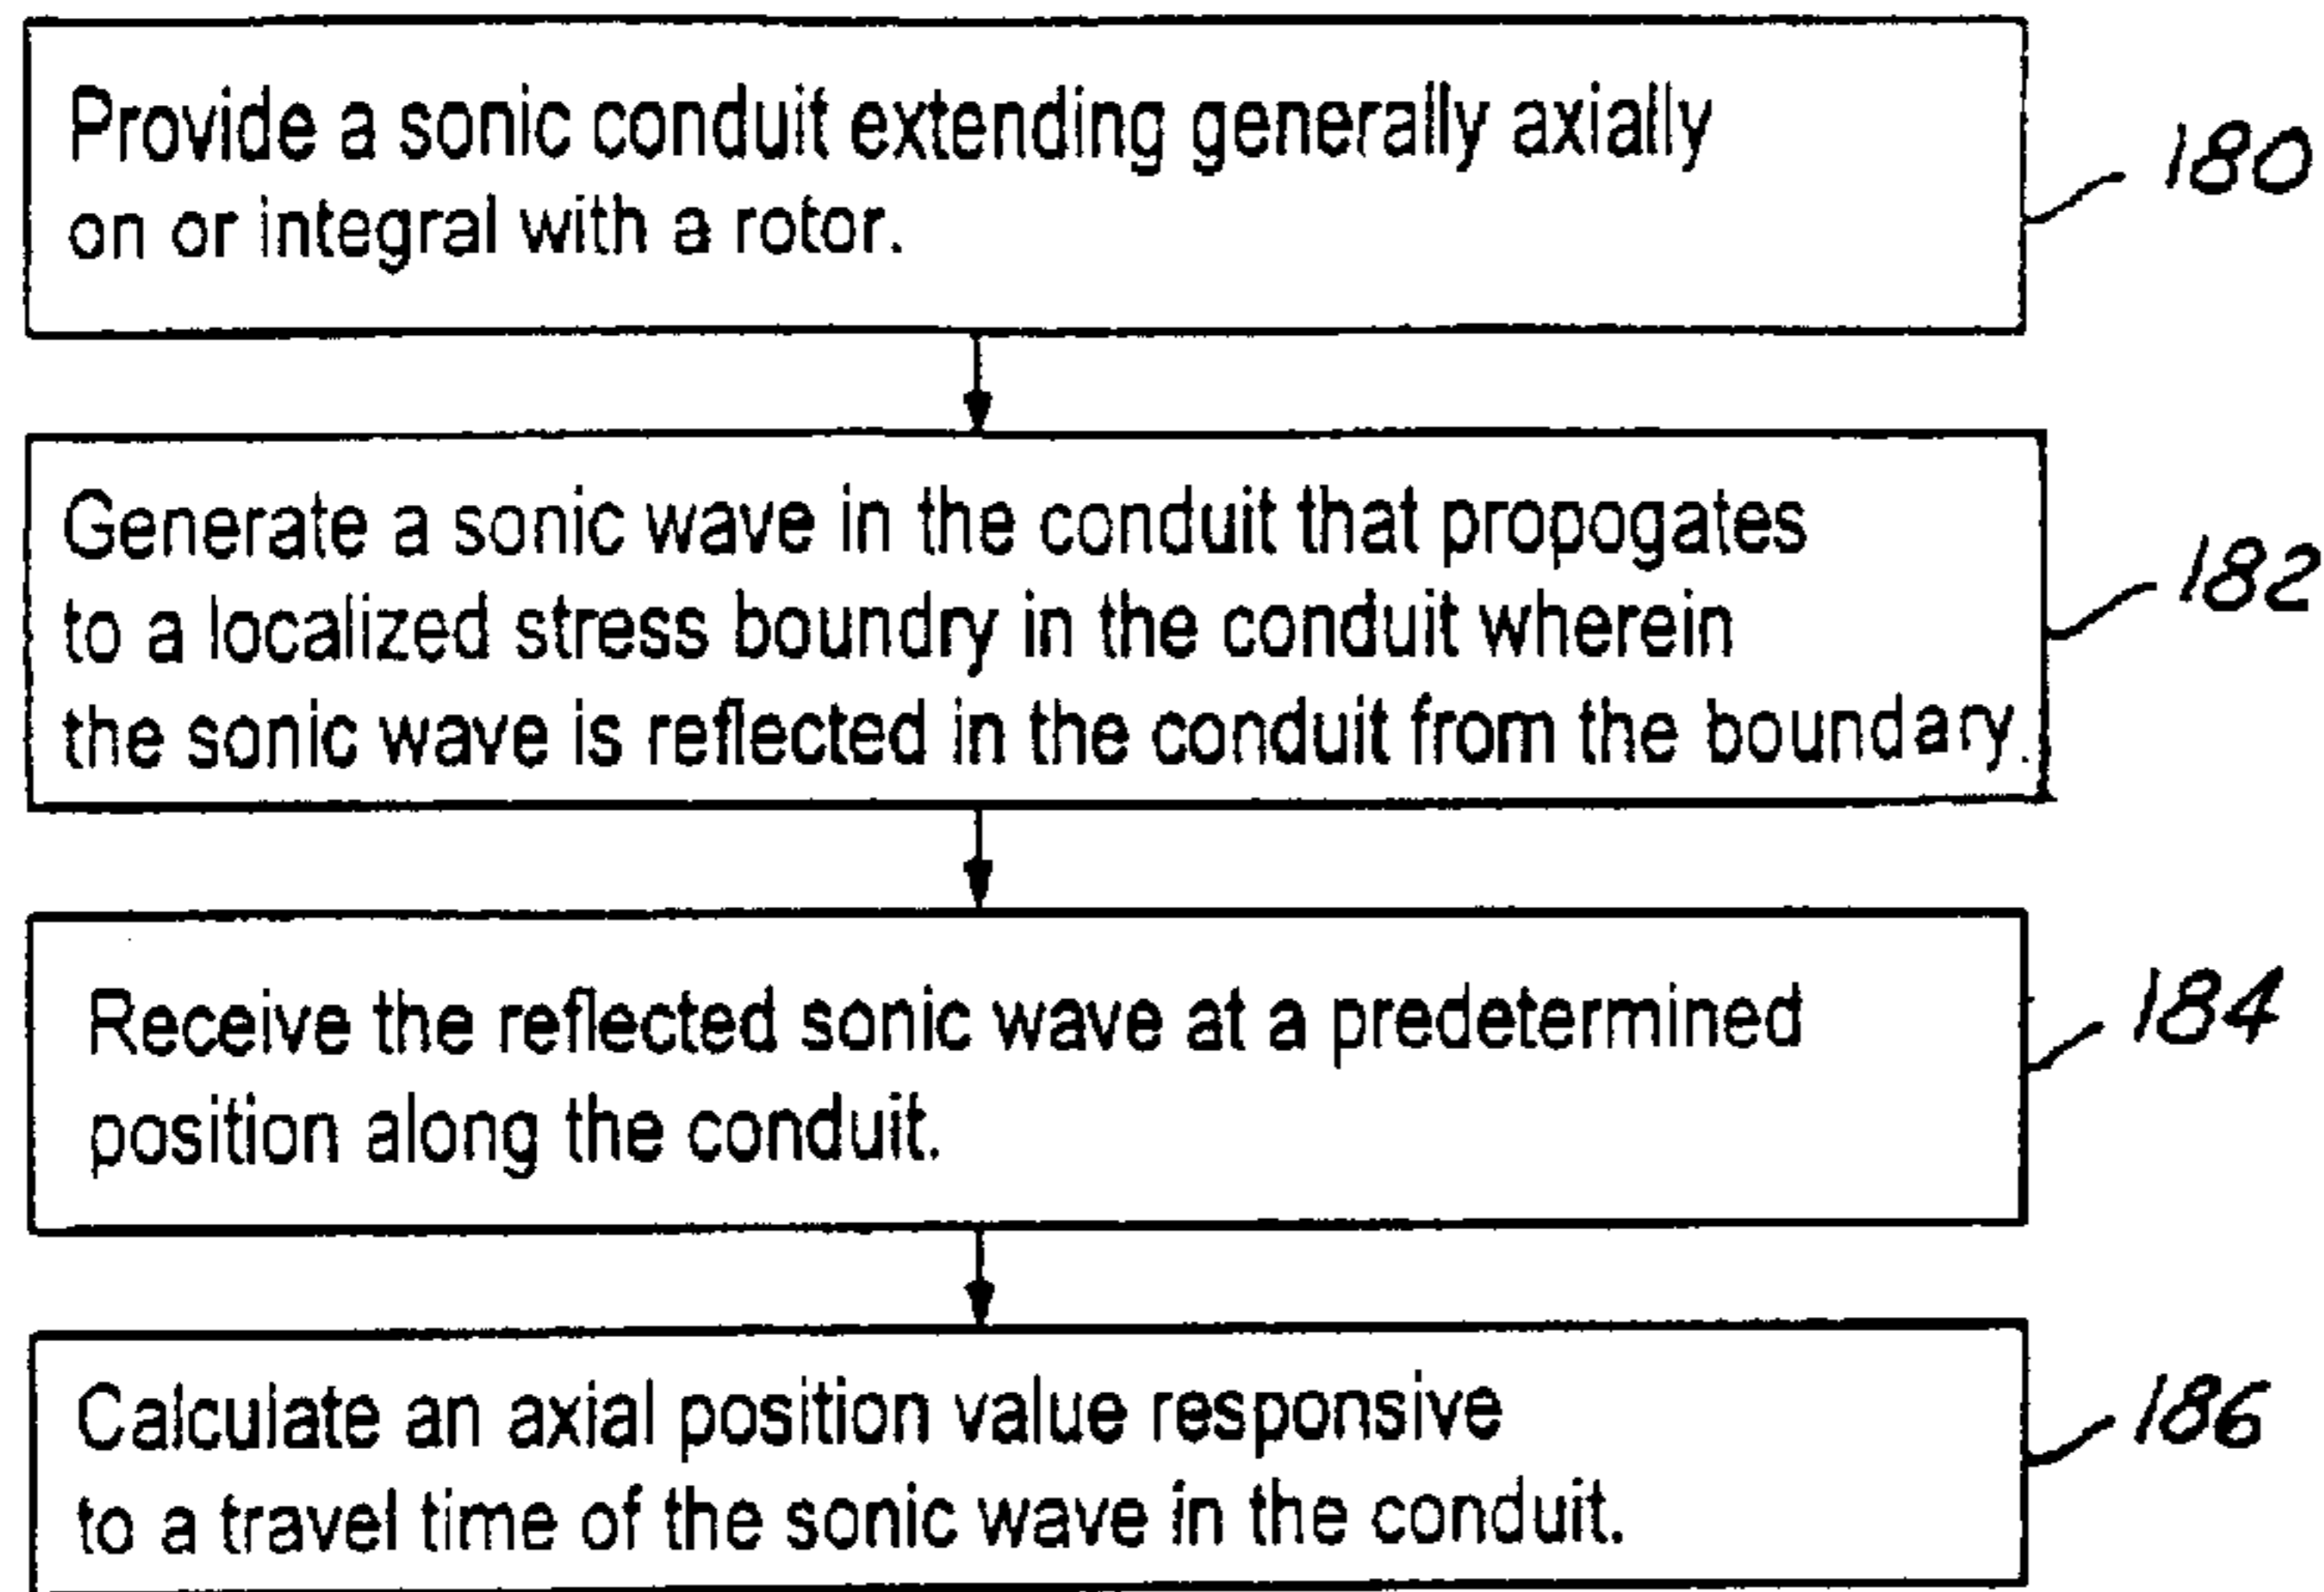 Provide a sonic conduit extending generally axially
on or integral with a rotor.
180
Generate a sonic wave in the conduit that propogates
to a localized stress boundry in the conduit wherein
the sonic wave is reflected in the conduit from the boundary.
182
Receive the reflected sonic wave at a predetermined
position along the conduit.
184
Calculate an axial position value responsive
to a travel time of the sonic wave in the conduit.
186